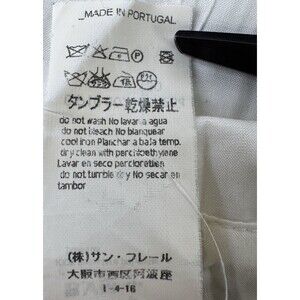 _MADE IN PORTUGAL
タンブラー乾燥禁止
do not wash No lavar a agua
do not bleach No blanquear
cool iron Planchar a baja temp.
dry clean with perchloethyene
Lavar en seco percloretien
do not tumble dry No secar en
tambor
(株)サン・フレール
大阪市西区阿波座
1-4-16